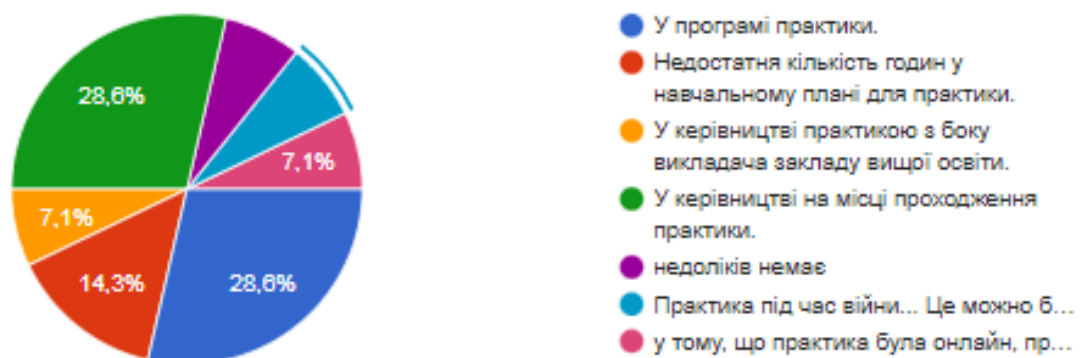 28,6%
7,1%
7,1%
14,3%
28,6%
У програмі практики.
Недостатня кількість годин у
навчальному плані для практики.
У керівництві практикою з боку
викладача закладу вищої освіти.
У керівництві на місці проходження
практики.
недоліків немає
Практика під час війни... Це можно б...
у тому, що практика була онлайн, пр...